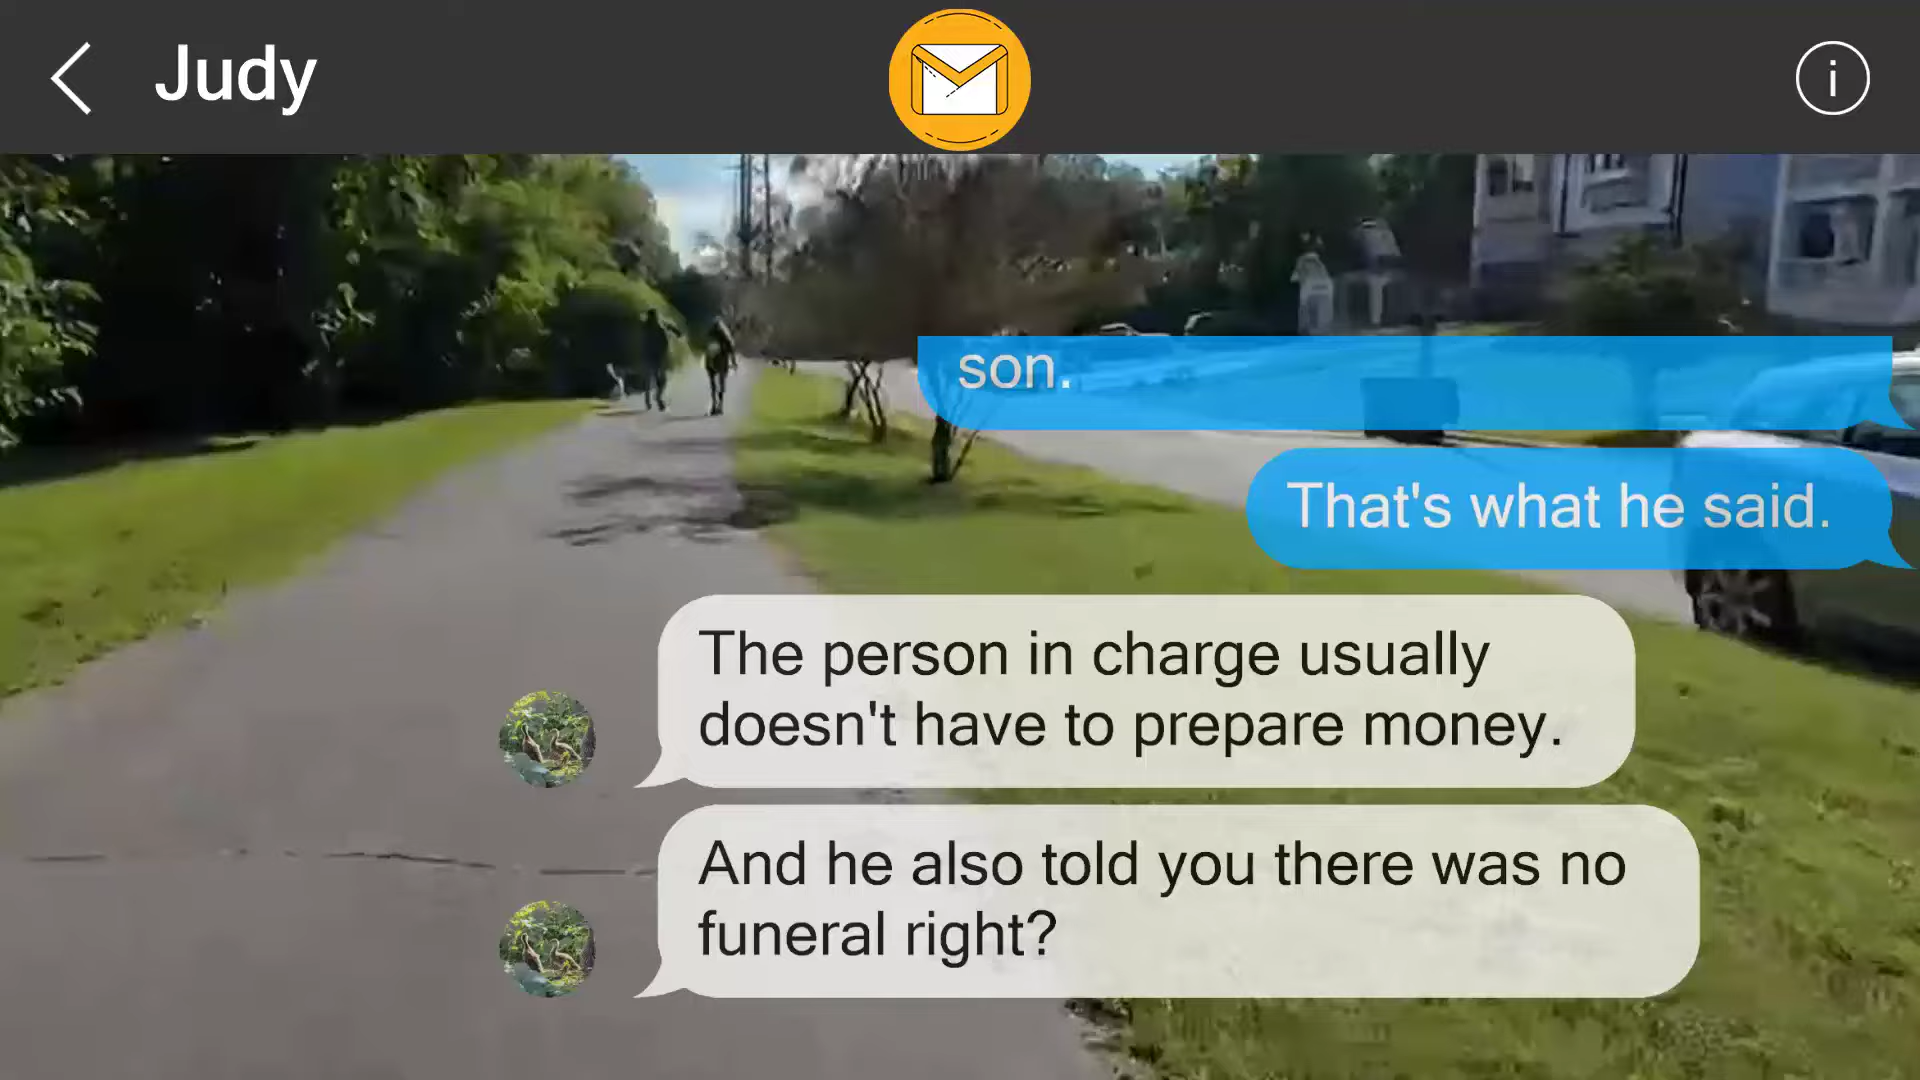 Judy
i
son.
That's what he said.
The person in charge usually
doesn't have to prepare money.
And he also told you there was no
funeral right?